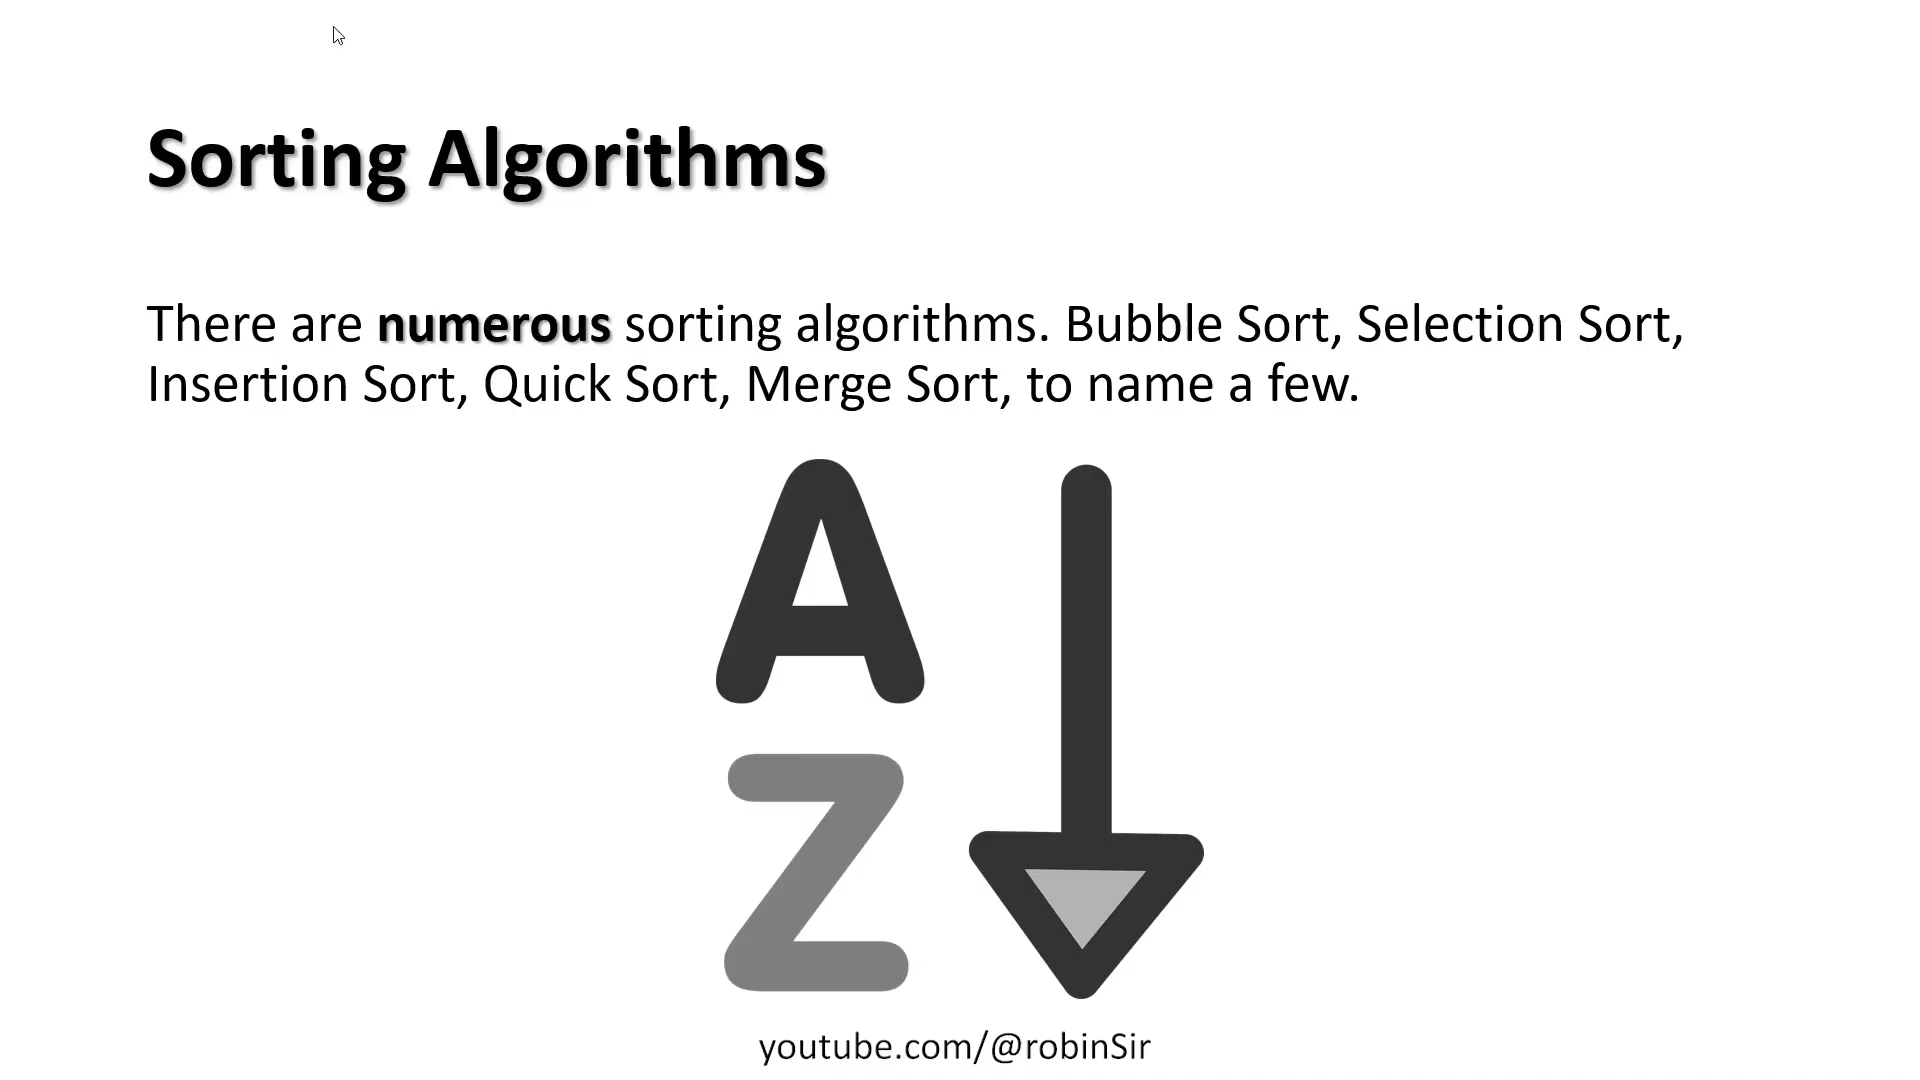 Sorting Algorithms
There are numerous sorting algorithms. Bubble Sort, Selection Sort,
Insertion Sort, Quick Sort, Merge Sort, to name a few.
A
Z
youtube.com/@robinSir